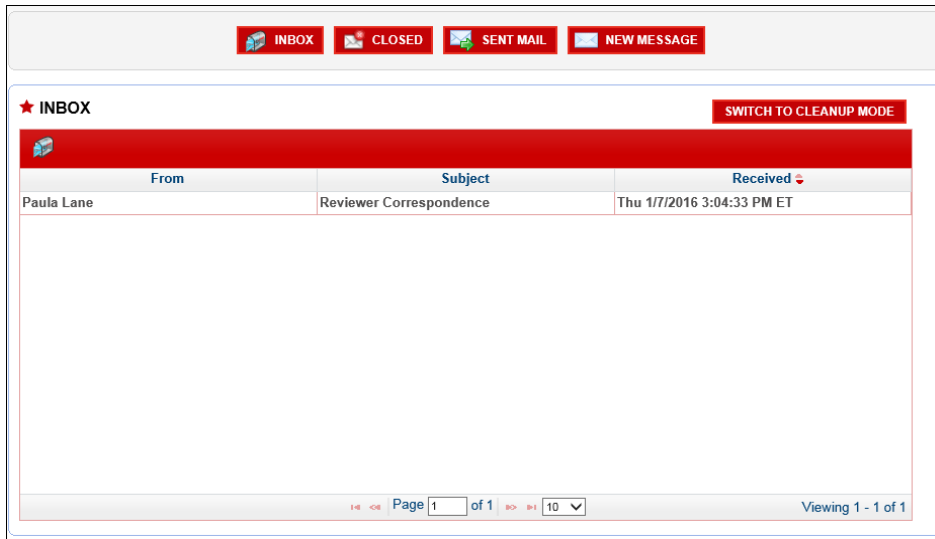 INBOX CLOSED SENT MAIL NEW MESSAGE
INBOX SWITCH TO CLEANUP MODE
From Subject Received
Paula Lane Reviewer Correspondence Thu 1/7/2016 3:04:33 PM ET
Page 1 of 1 10 Viewing 1 - 1 of 1